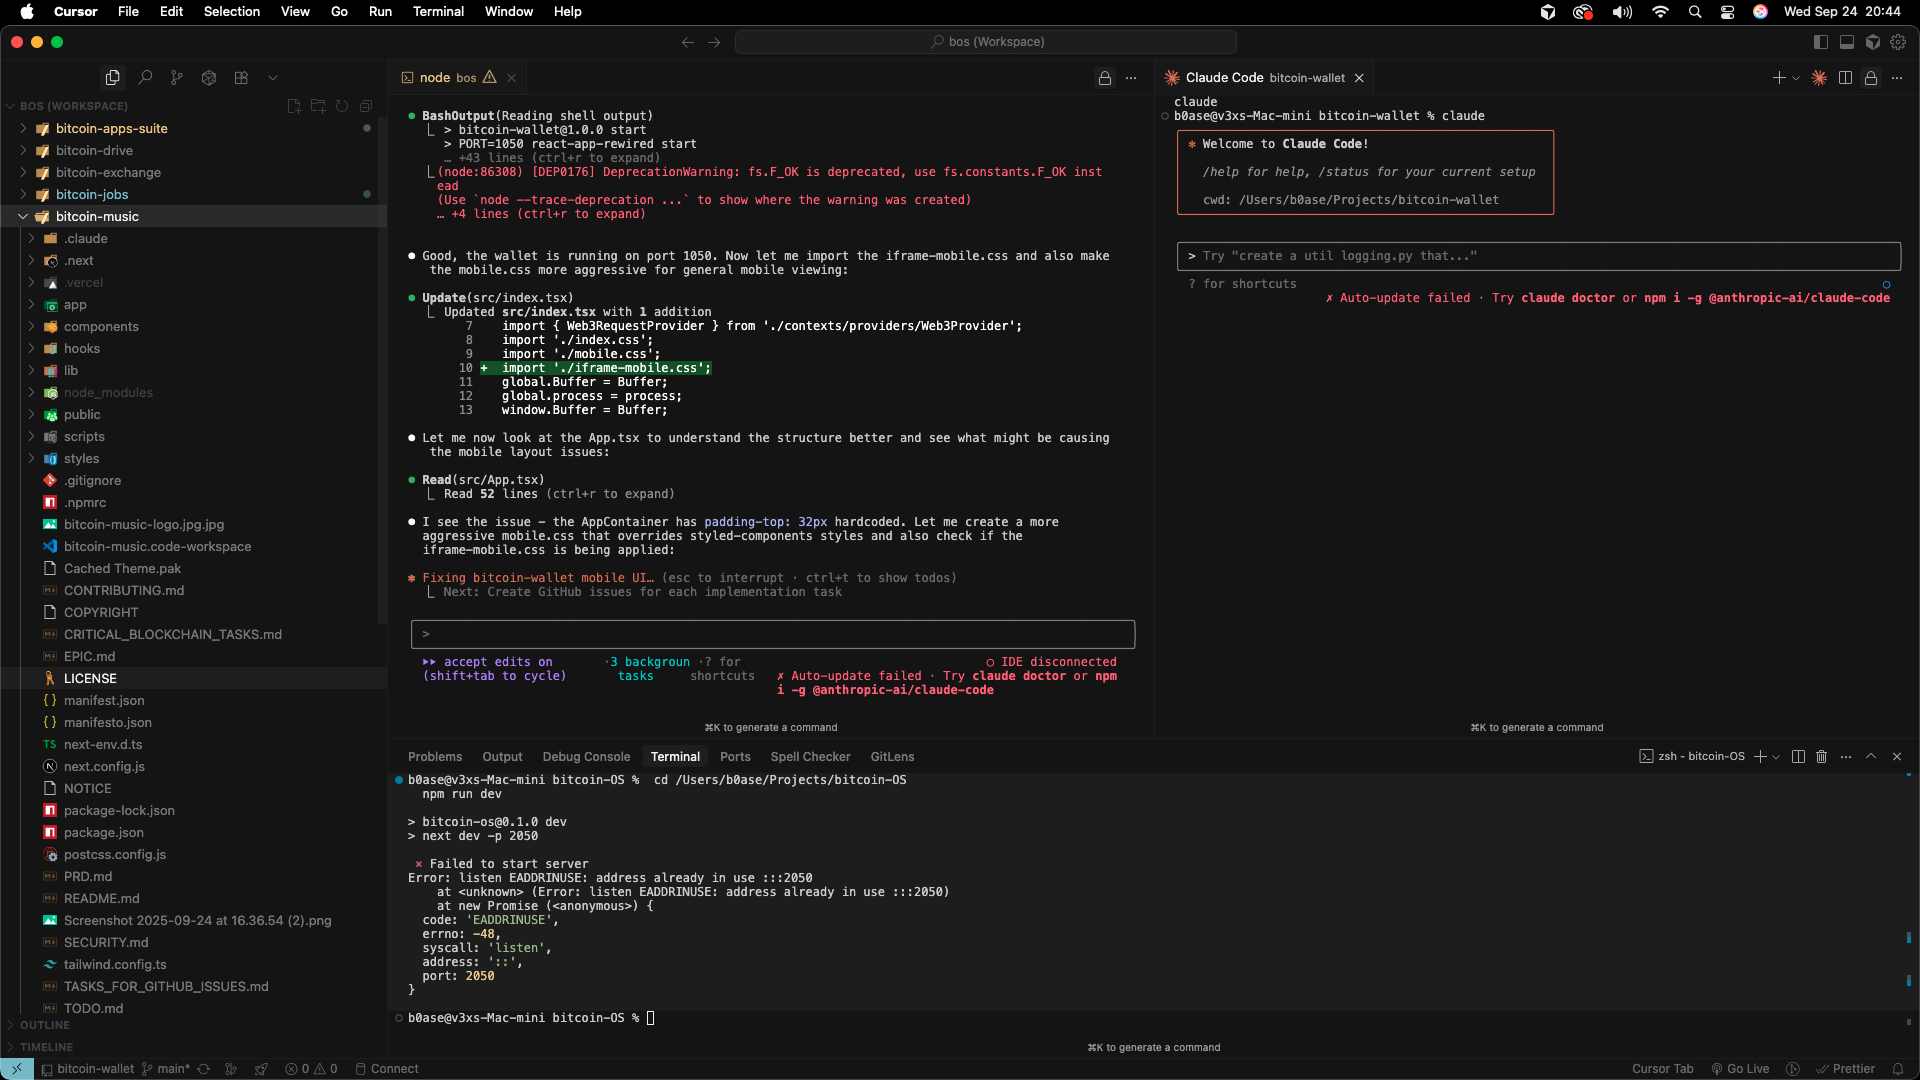 Cursor File Edit Selection View Go Run Terminal Window Help
Wed Sep 24 20:44
bos (Workspace)
BOS (WORKSPACE)
bitcoin-apps-suite
bitcoin-drive
bitcoin-exchange
bitcoin-jobs
bitcoin-music
.claude
.next
.vercel
app
components
hooks
lib
node_modules
public
scripts
styles
.gitignore
.npmrc
bitcoin-music-logo.jpg.jpg
bitcoin-music.code-workspace
Cached Theme.pak
CONTRIBUTING.md
COPYRIGHT
CRITICAL_BLOCKCHAIN_TASKS.md
EPIC.md
LICENSE
manifest.json
manifesto.json
next-env.d.ts
next.config.js
NOTICE
package-lock.json
package.json
postcss.config.js
PRD.md
README.md
Screenshot 2025-09-24 at 16.36.54 (2).png
SECURITY.md
tailwind.config.ts
TASKS_FOR_GITHUB_ISSUES.md
TODO.md
OUTLINE
TIMELINE
node bos
BashOutput(Reading shell output)
> bitcoin-wallet@1.0.0 start
> PORT=1050 react-app-rewired start
… +43 lines (ctrl+r to expand)
(node:86308) [DEP0176] DeprecationWarning: fs.F_OK is deprecated, use fs.constants.F_OK inst
ead
(Use `node --trace-deprecation ...` to show where the warning was created)
… +4 lines (ctrl+r to expand)
Good, the wallet is running on port 1050. Now let me import the iframe-mobile.css and also make
the mobile.css more aggressive for general mobile viewing:
Update(src/index.tsx)
Updated src/index.tsx with 1 addition
7 import { Web3RequestProvider } from './contexts/providers/Web3Provider';
8 import './index.css';
9 import './mobile.css';
10 + import './iframe-mobile.css';
11 global.Buffer = Buffer;
12 global.process = process;
13 window.Buffer = Buffer;
Let me now look at the App.tsx to understand the structure better and see what might be causing
the mobile layout issues:
Read(src/App.tsx)
Read 52 lines (ctrl+r to expand)
I see the issue - the AppContainer has padding-top: 32px hardcoded. Let me create a more
aggressive mobile.css that overrides styled-components styles and also check if the
iframe-mobile.css is being applied:
Fixing bitcoin-wallet mobile UI… (esc to interrupt · ctrl+t to show todos)
Next: Create GitHub issues for each implementation task
>
accept edits on ·3 backgroun ·? for IDE disconnected
(shift+tab to cycle) tasks shortcuts ✗ Auto-update failed · Try claude doctor or npm
i -g @anthropic-ai/claude-code
⌘K to generate a command
Claude Code bitcoin-wallet
claude
b0ase@v3xs-Mac-mini bitcoin-wallet % claude
Welcome to Claude Code!
/help for help, /status for your current setup
cwd: /Users/b0ase/Projects/bitcoin-wallet
> Try "create a util logging.py that..."
? for shortcuts
✗ Auto-update failed · Try claude doctor or npm i -g @anthropic-ai/claude-code
⌘K to generate a command
Problems Output Debug Console Terminal Ports Spell Checker GitLens
zsh - bitcoin-OS
b0ase@v3xs-Mac-mini bitcoin-OS % cd /Users/b0ase/Projects/bitcoin-OS
npm run dev
> bitcoin-os@0.1.0 dev
> next dev -p 2050
✗ Failed to start server
Error: listen EADDRINUSE: address already in use :::2050
at <unknown> (Error: listen EADDRINUSE: address already in use :::2050)
at new Promise (<anonymous>) {
code: 'EADDRINUSE',
errno: -48,
syscall: 'listen',
address: '::',
port: 2050
}
b0ase@v3xs-Mac-mini bitcoin-OS %
⌘K to generate a command
bitcoin-wallet main* 0 0 Connect
Cursor Tab Go Live Prettier